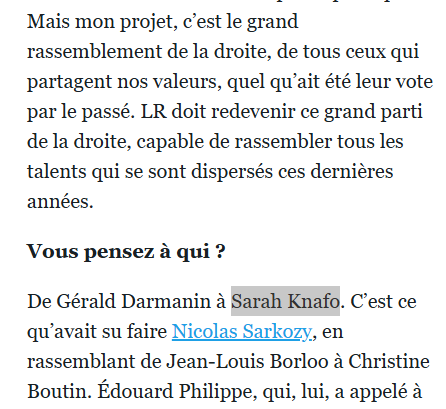 Mais mon projet, c’est le grand
rassemblement de la droite, de tous ceux qui
partagent nos valeurs, quel qu’ait été leur vote
par le passé. LR doit redevenir ce grand parti
de la droite, capable de rassembler tous les
talents qui se sont dispersés ces dernières
années.
Vous pensez à qui ?
De Gérald Darmanin à Sarah Knafo. C’est ce
qu’avait su faire Nicolas Sarkozy, en
rassemblant de Jean-Louis Borloo à Christine
Boutin. Édouard Philippe, qui, lui, a appelé à